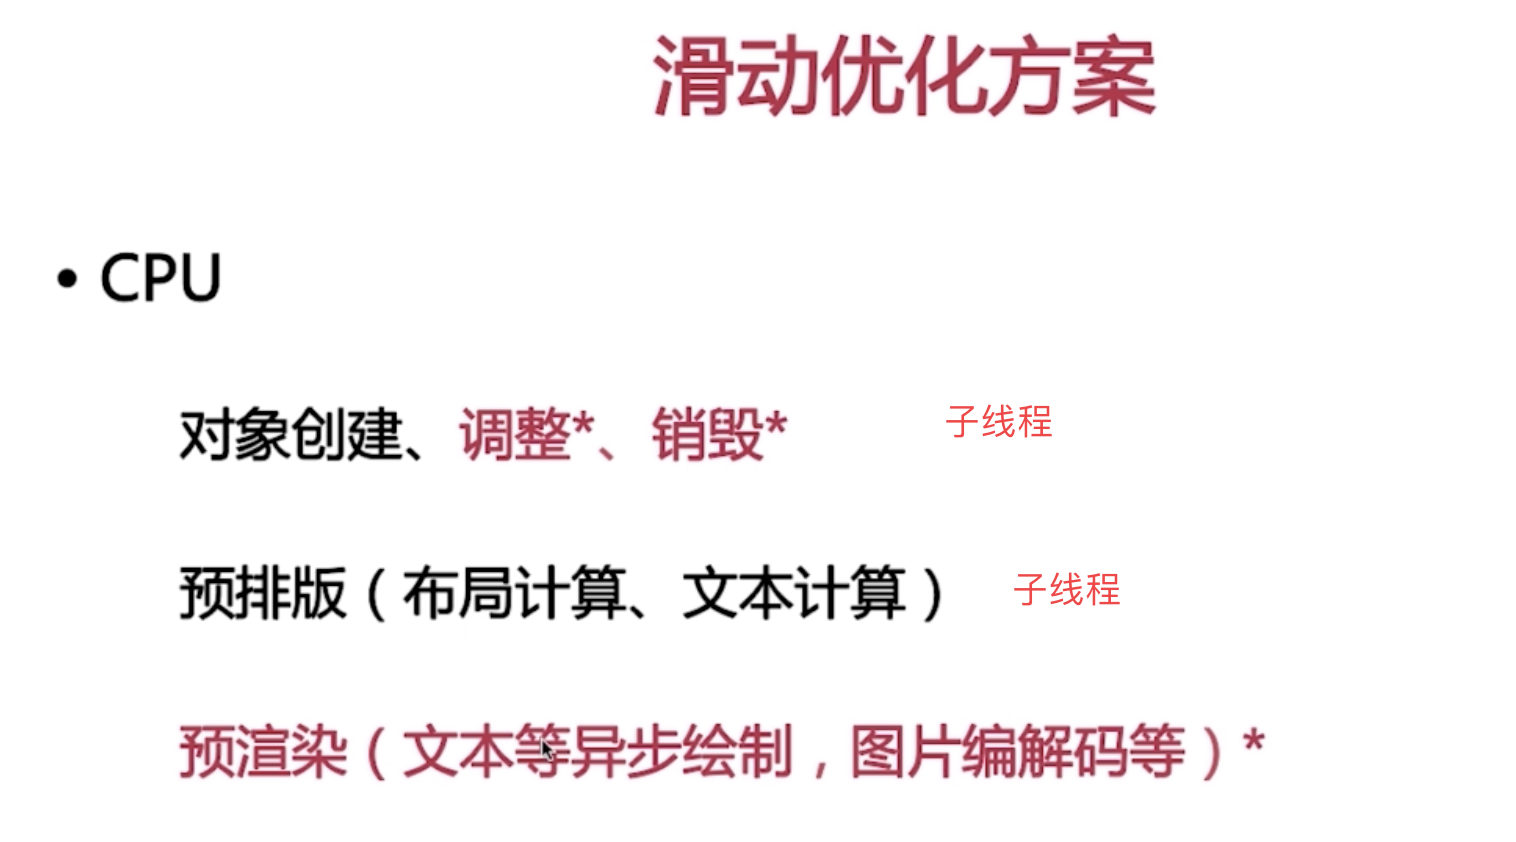 滑动优化方案
• CPU
对象创建、调整*、销毁* 子线程
预排版（布局计算、文本计算） 子线程
预渲染（文本等异步绘制，图片编解码等）*